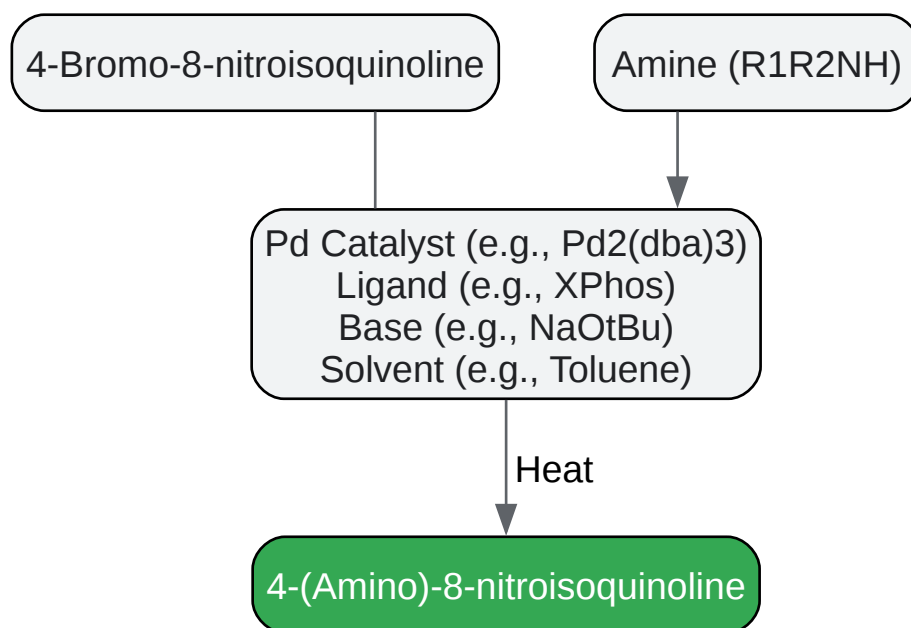 4-Bromo-8-nitroisoquinoline
Amine (R1R2NH)
Pd Catalyst (e.g., Pd2(dba)3)
Ligand (e.g., XPhos)
Base (e.g., NaOtBu)
Solvent (e.g., Toluene)
Heat
4-(Amino)-8-nitroisoquinoline